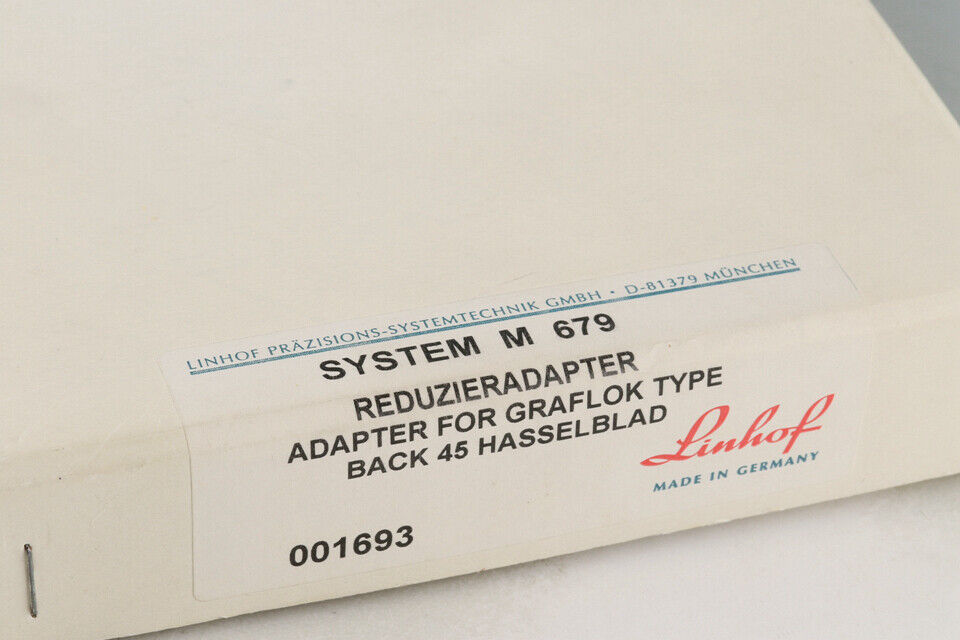 LINHOF PRÄZISIONS-SYSTEMTECHNIK GMBH • D-81379 MÜNCHEN
SYSTEM M 679
REDUZIERADAPTER
ADAPTER FOR GRAFLOK TYPE
BACK 45 HASSELBLAD
Linhof
MADE IN GERMANY
001693